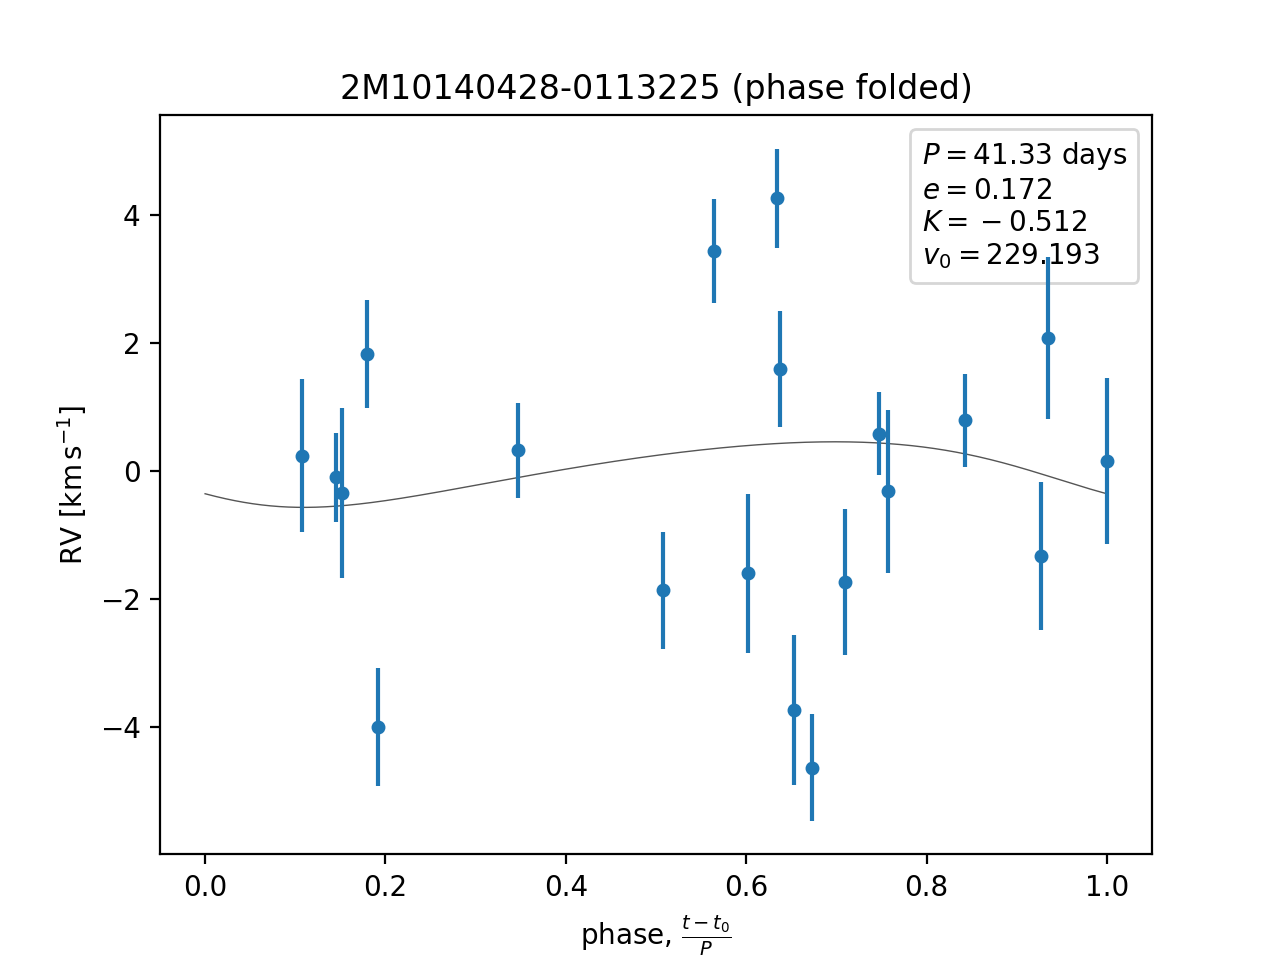 2M10140428-0113225 (phase folded)
P = 41.33 days
e = 0.172
K = −0.512
v₀ = 229.193
4
2
0
−2
−4
RV [km s⁻¹]
0.0 0.2 0.4 0.6 0.8 1.0
phase, (t − t₀)/P